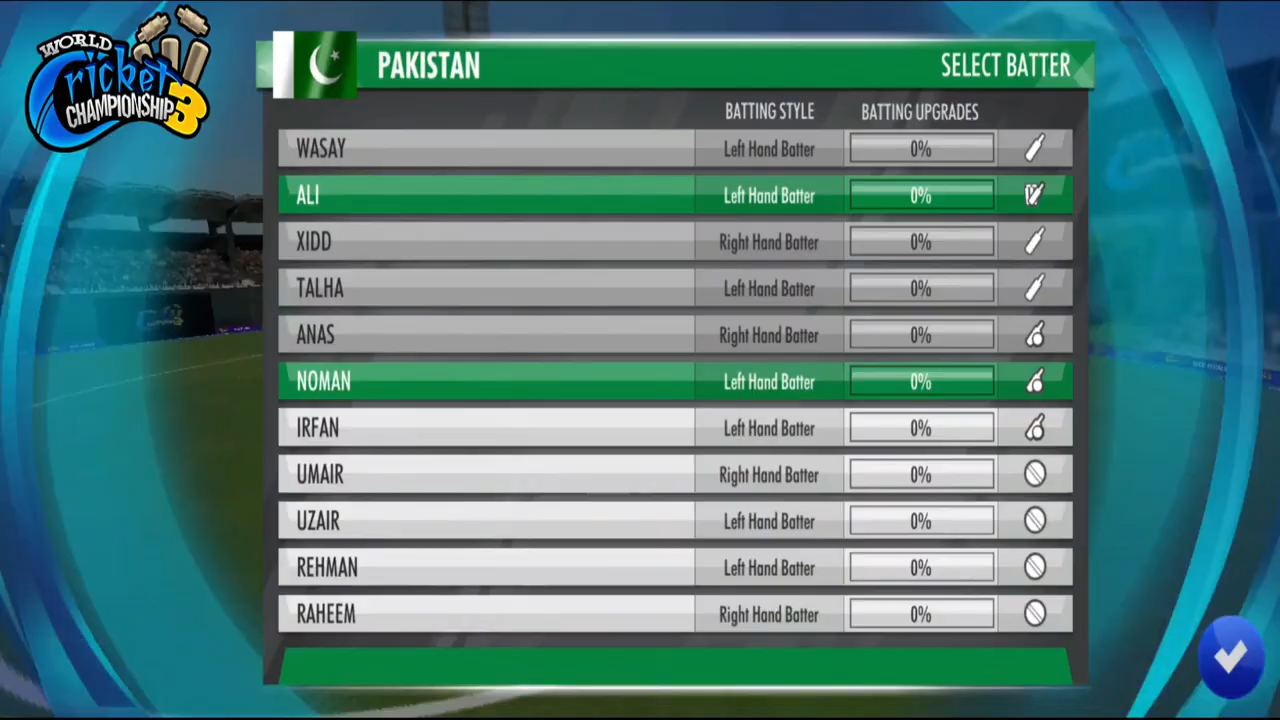 WORLD
Cricket
CHAMPIONSHIP 3
PAKISTAN SELECT BATTER
BATTING STYLE BATTING UPGRADES
WASAY Left Hand Batter 0%
ALI Left Hand Batter 0%
XIDD Right Hand Batter 0%
TALHA Left Hand Batter 0%
ANAS Right Hand Batter 0%
NOMAN Left Hand Batter 0%
IRFAN Left Hand Batter 0%
UMAIR Right Hand Batter 0%
UZAIR Left Hand Batter 0%
REHMAN Left Hand Batter 0%
RAHEEM Right Hand Batter 0%